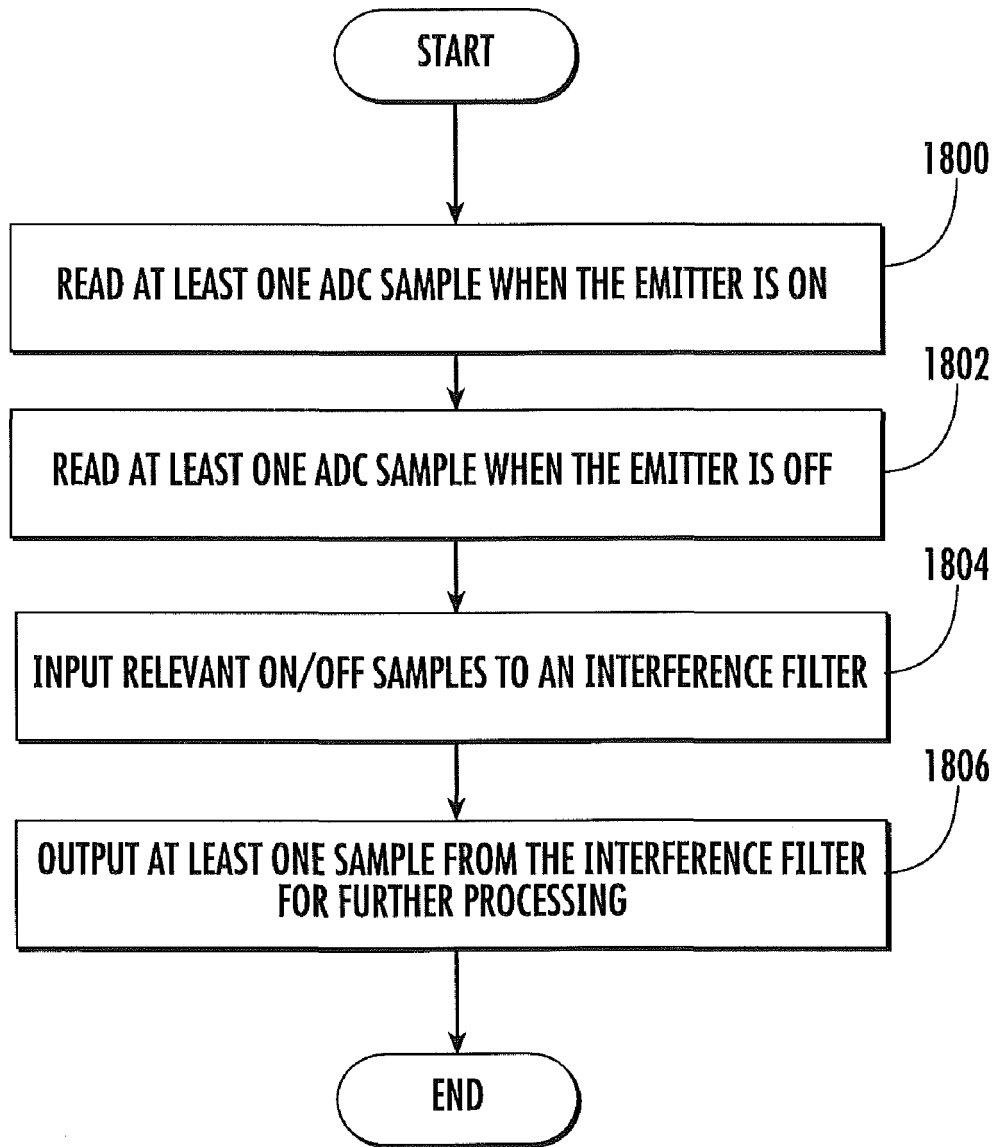 START
1800
READ AT LEAST ONE ADC SAMPLE WHEN THE EMITTER IS ON
1802
READ AT LEAST ONE ADC SAMPLE WHEN THE EMITTER IS OFF
1804
INPUT RELEVANT ON/OFF SAMPLES TO AN INTERFERENCE FILTER
1806
OUTPUT AT LEAST ONE SAMPLE FROM THE INTERFERENCE FILTER
FOR FURTHER PROCESSING
END